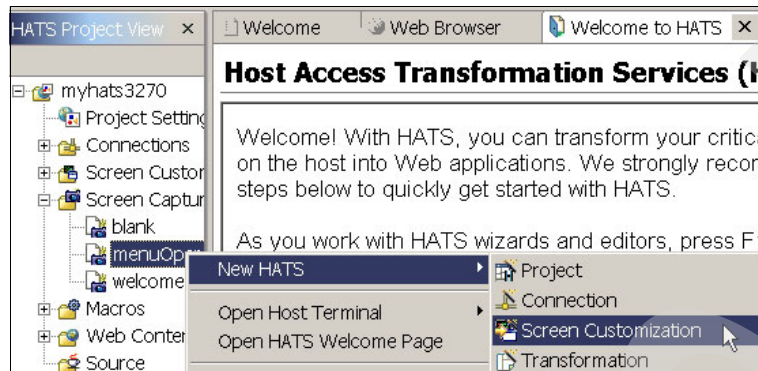 HATS Project View
Welcome
Web Browser
Welcome to HATS
Host Access Transformation Services (
myhats3270
Project Setting
Connections
Screen Custor
Screen Captur
blank
menuOper
welcome
Macros
Web Conter
Source
Welcome! With HATS, you can transform your critica
on the host into Web applications. We strongly recor
steps below to quickly get started with HATS.
As you work with HATS wizards and editors, press F
New HATS
Open Host Terminal
Open HATS Welcome Page
Project
Connection
Screen Customization
Transformation